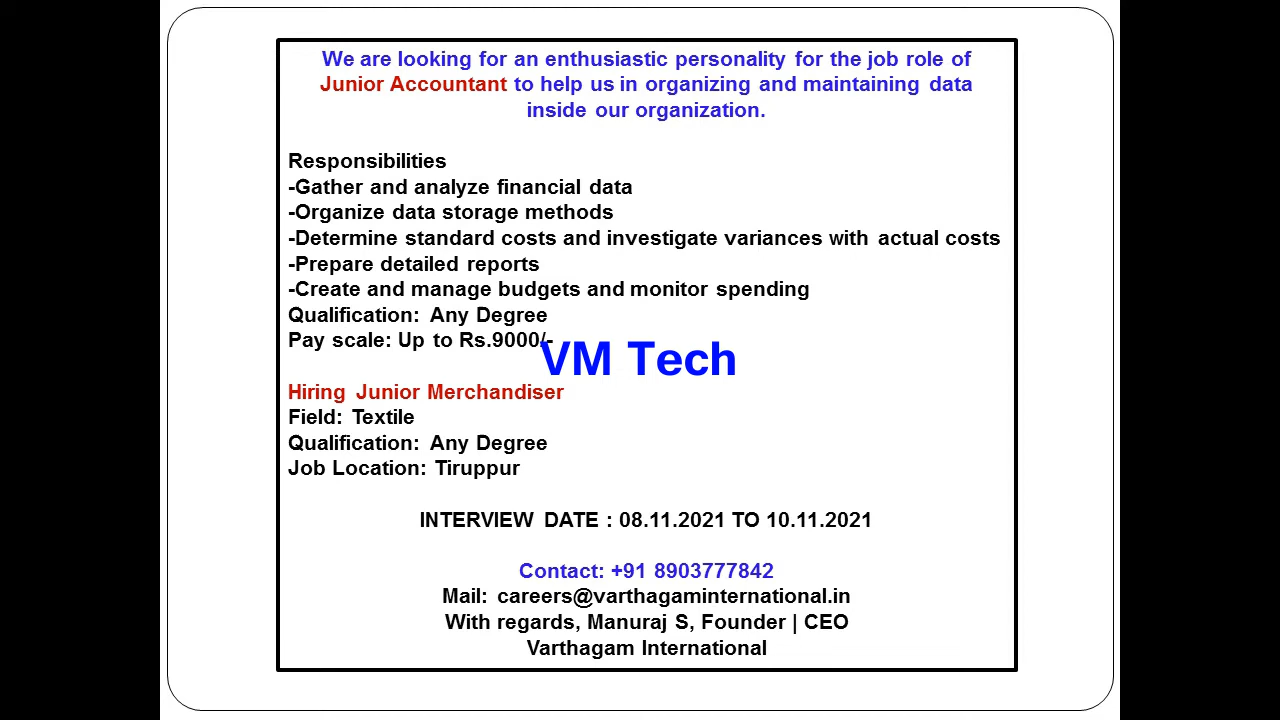 We are looking for an enthusiastic personality for the job role of
Junior Accountant to help us in organizing and maintaining data
inside our organization.
Responsibilities
-Gather and analyze financial data
-Organize data storage methods
-Determine standard costs and investigate variances with actual costs
-Prepare detailed reports
-Create and manage budgets and monitor spending
Qualification: Any Degree
Pay scale: Up to Rs.9000/-
VM Tech
Hiring Junior Merchandiser
Field: Textile
Qualification: Any Degree
Job Location: Tiruppur
INTERVIEW DATE : 08.11.2021 TO 10.11.2021
Contact: +91 8903777842
Mail: careers@varthagaminternational.in
With regards, Manuraj S, Founder | CEO
Varthagam International